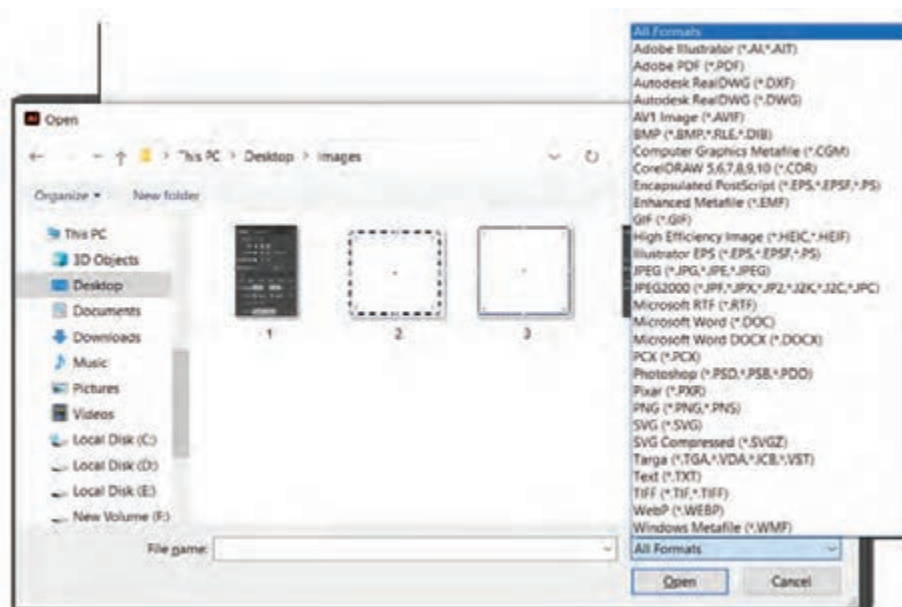 Open
This PC > Desktop > Images
Organize
New folder
This PC
3D Objects
Desktop
Documents
Downloads
Music
Pictures
Videos
Local Disk (C:)
Local Disk (D:)
Local Disk (E:)
New Volume (F:)
1
2
3
All Formats
Adobe Illustrator (*.AI,*.AIT)
Adobe PDF (*.PDF)
Autodesk RealDWG (*.DXF)
Autodesk RealDWG (*.DWG)
AV1 Image (*.AVIF)
BMP (*.BMP,*.RLE,*.DIB)
Computer Graphics Metafile (*.CGM)
CorelDRAW 5,6,7,8,9,10 (*.CDR)
Encapsulated PostScript (*.EPS,*.EPSF,*.PS)
Enhanced Metafile (*.EMF)
GIF (*.GIF)
High Efficiency Image (*.HEIC,*.HEIF)
Illustrator EPS (*.EPS,*.EPSF,*.PS)
JPEG (*.JPG,*.JPE,*.JPEG)
JPEG2000 (*.JPF,*.JPX,*.JP2,*.J2K,*.J2C,*.JPC)
Microsoft RTF (*.RTF)
Microsoft Word (*.DOC)
Microsoft Word DOCX (*.DOCX)
PCX (*.PCX)
Photoshop (*.PSD,*.PSB,*.PDD)
Pixar (*.PXR)
PNG (*.PNG,*.PNS)
SVG (*.SVG)
SVG Compressed (*.SVGZ)
Targa (*.TGA,*.VDA,*.ICB,*.VST)
Text (*.TXT)
TIFF (*.TIF,*.TIFF)
WebP (*.WEBP)
Windows Metafile (*.WMF)
File name:
All Formats
Open
Cancel